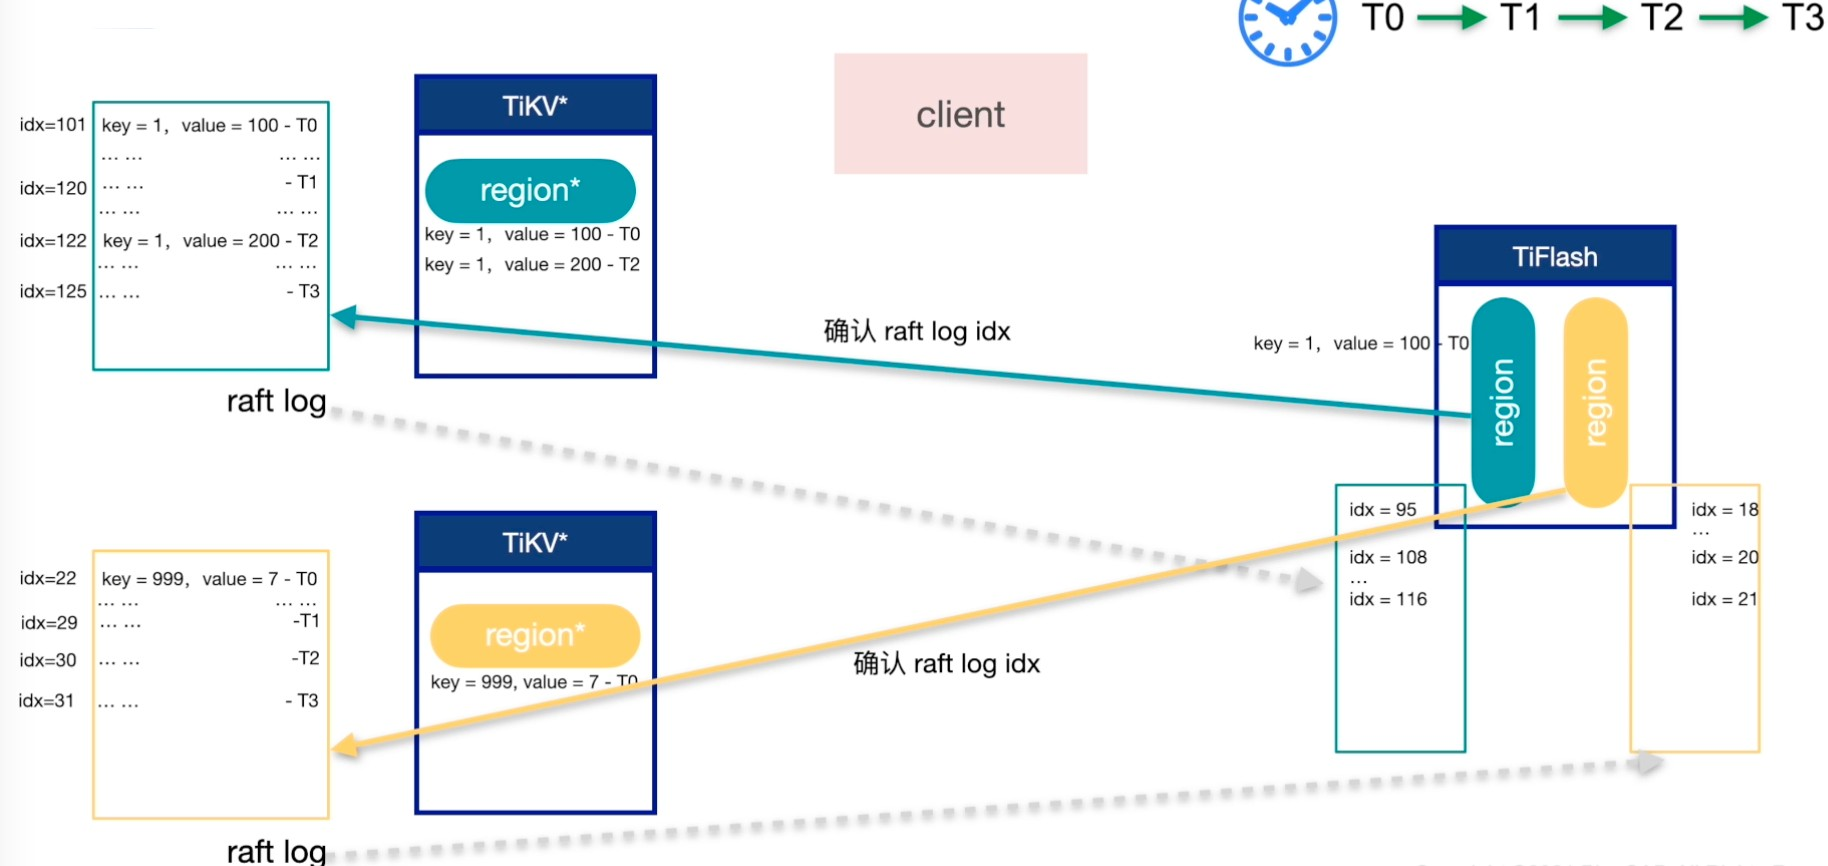 T0 T1 T2 T3
client
TiKV*
region*
key = 1, value = 100 - T0
key = 1, value = 200 - T2
idx=101 key = 1, value = 100 - T0
... ... ... ...
idx=120 ... ... - T1
... ... ... ...
idx=122 key = 1, value = 200 - T2
... ... ... ...
idx=125 ... ... - T3
raft log
确认 raft log idx
TiFlash
key = 1, value = 100 - T0
region
region
idx = 95
idx = 108
...
idx = 116
idx = 18
...
idx = 20
idx = 21
TiKV*
region*
key = 999, value = 7 - T0
idx=22 key = 999, value = 7 - T0
... ... ... ...
idx=29 ... ... -T1
idx=30 ... ... -T2
idx=31 ... ... - T3
确认 raft log idx
raft log